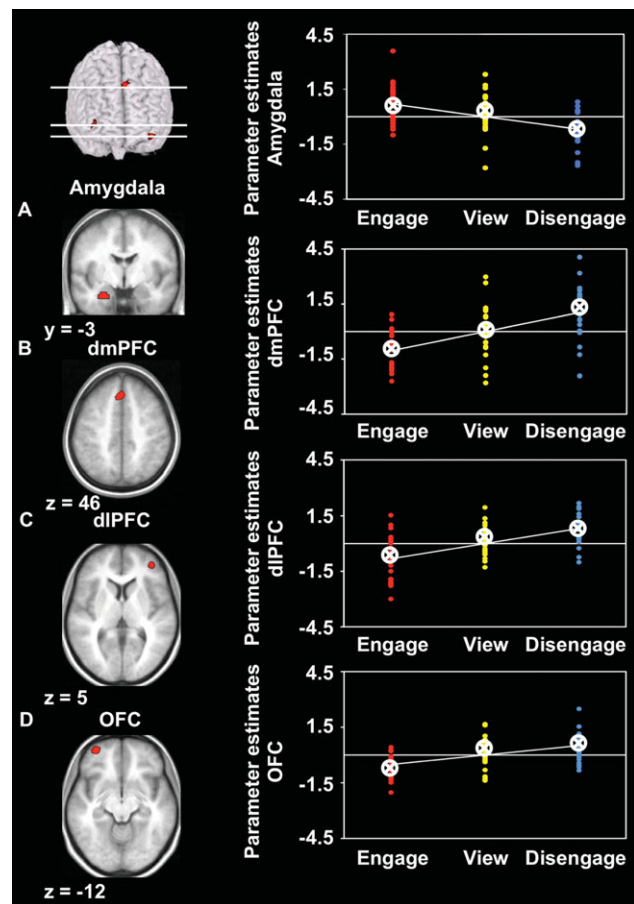 Amygdala
A
y = -3
B
dmPFC
z = 46
C
dlPFC
z = 5
D
OFC
z = -12
Parameter estimates
Amygdala
4.5
1.5
-1.5
-4.5
Engage View Disengage
Parameter estimates
dmPFC
4.5
1.5
-1.5
-4.5
Engage View Disengage
Parameter estimates
dlPFC
4.5
1.5
-1.5
-4.5
Engage View Disengage
Parameter estimates
OFC
4.5
1.5
-1.5
-4.5
Engage View Disengage